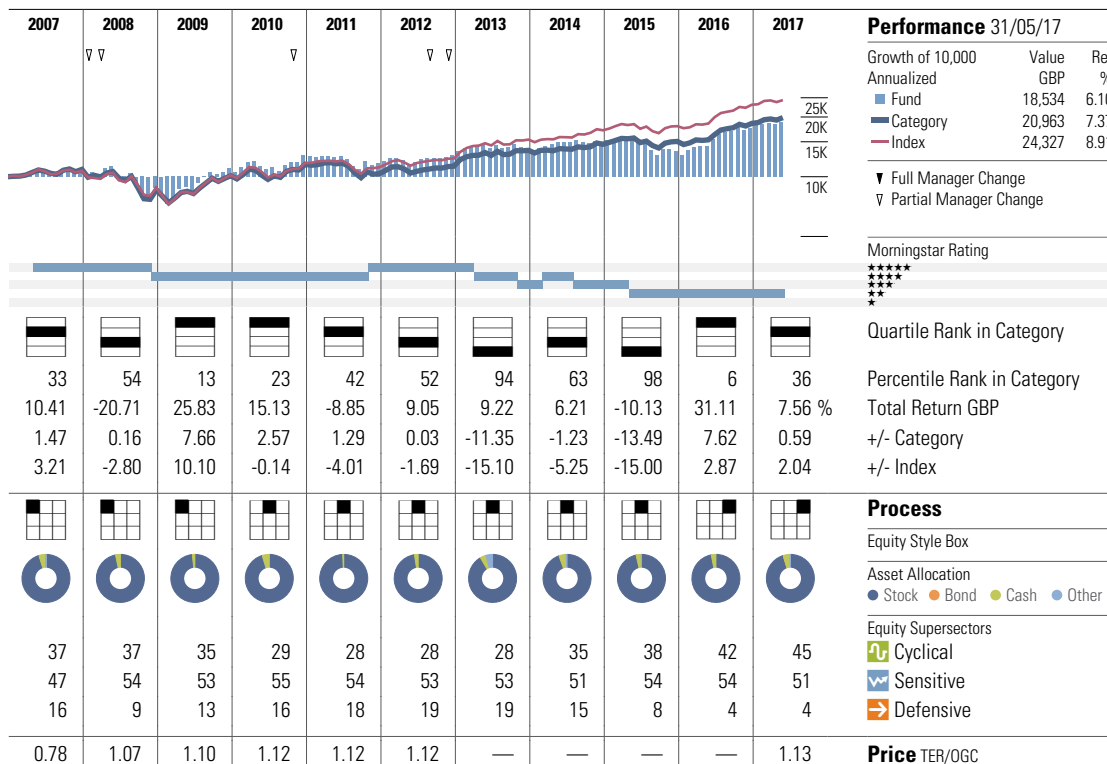 2007 2008 2009 2010 2011 2012 2013 2014 2015 2016 2017
Performance 31/05/17
Growth of 10,000 Value
Annualized GBP %
Fund 18,534
Category 20,963
Index 24,327
▼ Full Manager Change
▽ Partial Manager Change
25K
20K
15K
10K
Morningstar Rating
★★★★★
★★★★
★★★
★★
★
Quartile Rank in Category
33 54 13 23 42 52 94 63 98 6 36 Percentile Rank in Category
10.41 -20.71 25.83 15.13 -8.85 9.05 9.22 6.21 -10.13 31.11 7.56 % Total Return GBP
1.47 0.16 7.66 2.57 1.29 0.03 -11.35 -1.23 -13.49 7.62 0.59 +/- Category
3.21 -2.80 10.10 -0.14 -4.01 -1.69 -15.10 -5.25 -15.00 2.87 2.04 +/- Index
Process
Equity Style Box
Asset Allocation
Stock Bond Cash Other
Equity Supersectors
37 37 35 29 28 28 28 35 38 42 45 Cyclical
47 54 53 55 54 53 53 51 54 54 51 Sensitive
16 9 13 16 18 19 19 15 8 4 4 Defensive
0.78 1.07 1.10 1.12 1.12 1.12 — — — — 1.13 Price TER/OGC